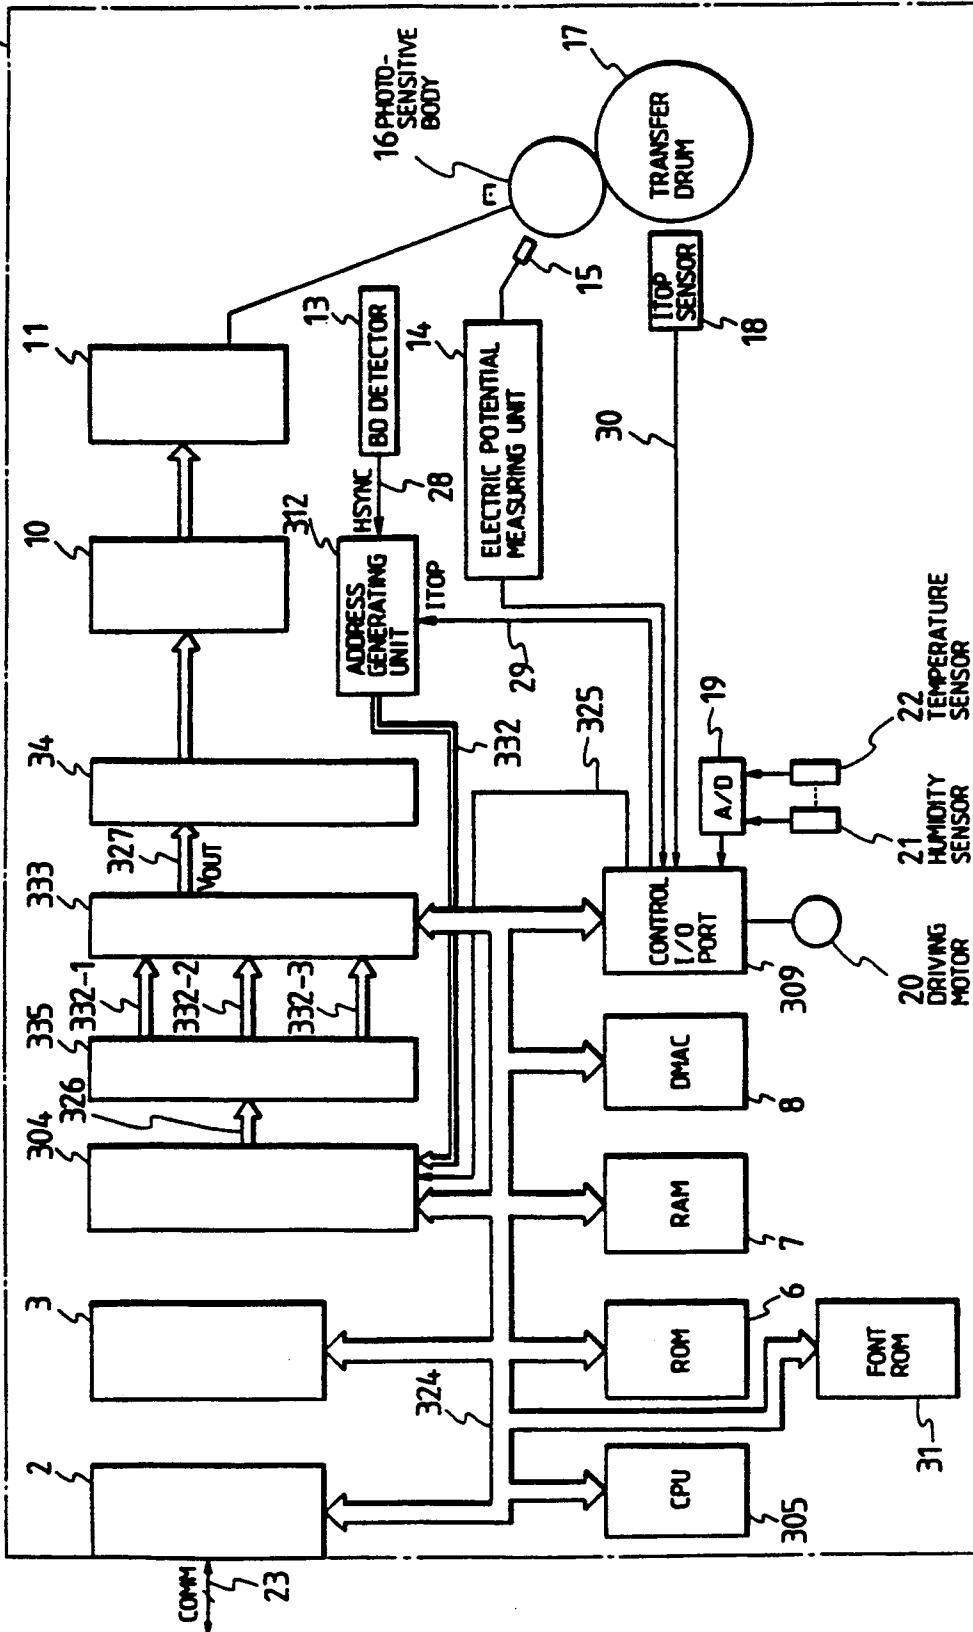 COMM
23
2
3
304
326
335
332-1
332-2
332-3
333
327
VOUT
34
10
11
324
332
325
ADDRESS
GENERATING
UNIT
312
HSYNC
28
BD DETECTOR
13
ITOP
29
ELECTRIC POTENTIAL
MEASURING UNIT
14
15
16 PHOTO-
SENSITIVE
BODY
E
17
TRANSFER
DRUM
ITOP
SENSOR
18
30
CPU
305
ROM
6
RAM
7
DMAC
8
CONTROL
I/O
PORT
309
A/D
19
FONT
ROM
31
20
DRIVING
MOTOR
21
HUMIDITY
SENSOR
22
TEMPERATURE
SENSOR